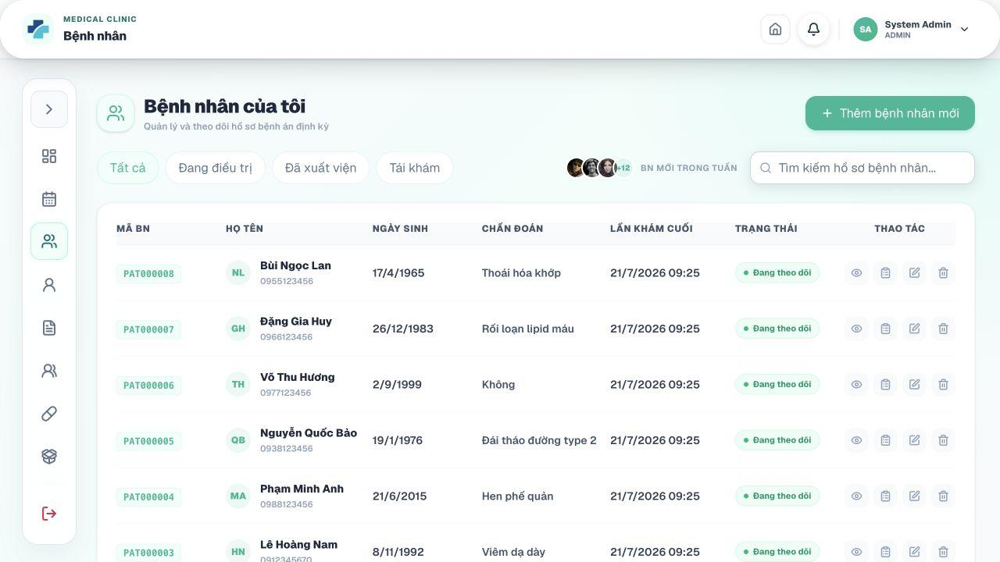 MEDICAL CLINIC
Bệnh nhân
SA
System Admin
ADMIN
Bệnh nhân của tôi
Quản lý và theo dõi hồ sơ bệnh án định kỳ
+ Thêm bệnh nhân mới
Tất cả
Đang điều trị
Đã xuất viện
Tái khám
+12
BN MỚI TRONG TUẦN
Tìm kiếm hồ sơ bệnh nhân...
MÃ BN HỌ TÊN NGÀY SINH CHẨN ĐOÁN LẦN KHÁM CUỐI TRẠNG THÁI THAO TÁC
PAT000008 NL Bùi Ngọc Lan 17/4/1965 Thoái hóa khớp 21/7/2026 09:25 Đang theo dõi
0955123456
PAT000007 GH Đặng Gia Huy 26/12/1983 Rối loạn lipid máu 21/7/2026 09:25 Đang theo dõi
0966123456
PAT000006 TH Võ Thu Hương 2/9/1999 Không 21/7/2026 09:25 Đang theo dõi
0977123456
PAT000005 QB Nguyễn Quốc Bảo 19/1/1976 Đái tháo đường type 2 21/7/2026 09:25 Đang theo dõi
0938123456
PAT000004 MA Phạm Minh Anh 21/6/2015 Hen phế quản 21/7/2026 09:25 Đang theo dõi
0988123456
PAT000003 HN Lê Hoàng Nam 8/11/1992 Viêm dạ dày 21/7/2026 09:25 Đang theo dõi
0912345670